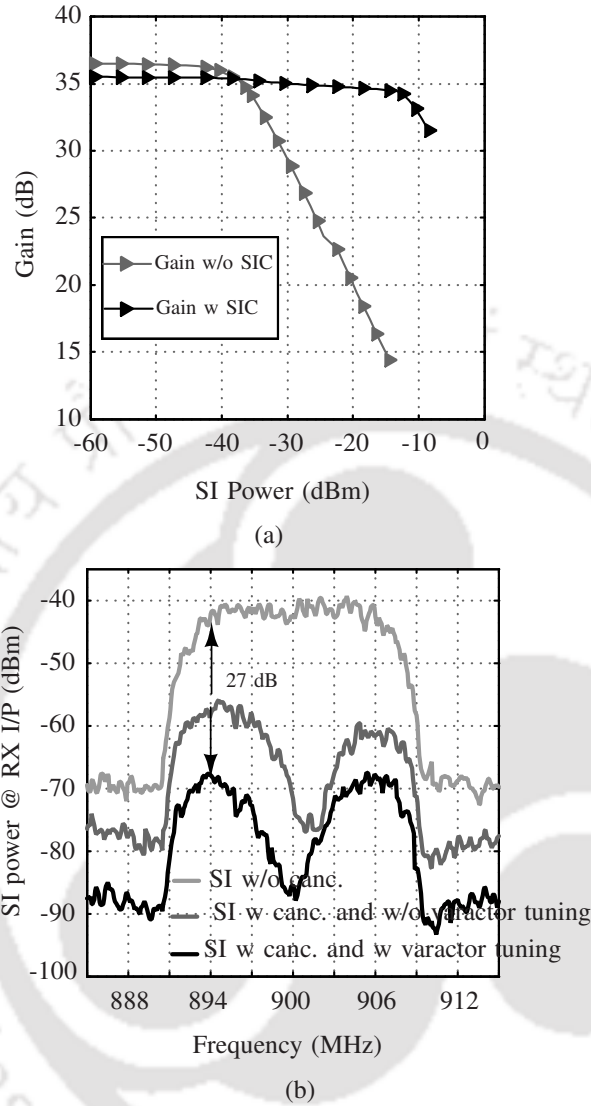 40
35
30
25
20
15
10
Gain (dB)
Gain w/o SIC
Gain w SIC
-60 -50 -40 -30 -20 -10 0
SI Power (dBm)
(a)
-40
-50
-60
-70
-80
-90
-100
SI power @ RX I/P (dBm)
27 dB
SI w/o canc.
SI w canc. and w/o varactor tuning
SI w canc. and w varactor tuning
888 894 900 906 912
Frequency (MHz)
(b)